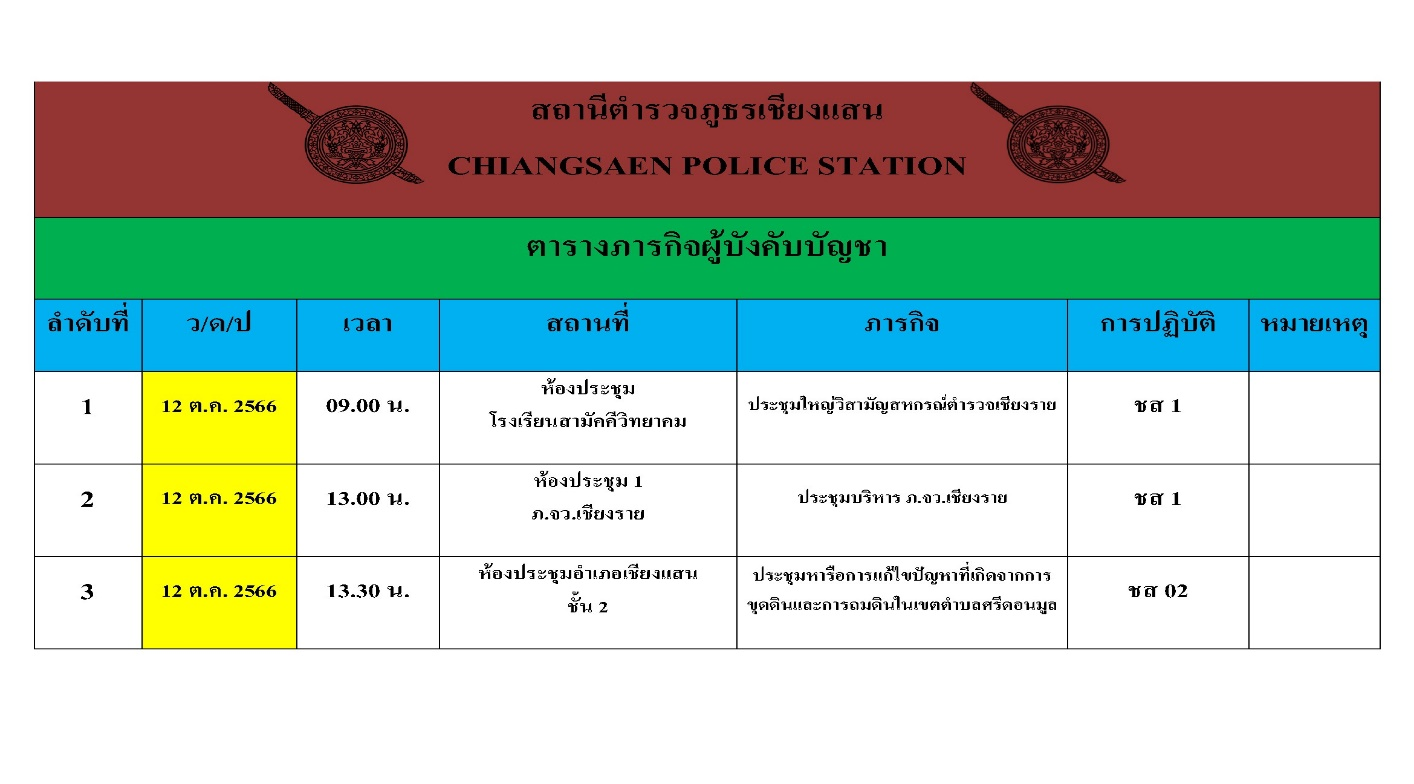 สถานีตำรวจภูธรเชียงแสน
CHIANGSAEN POLICE STATION
ตารางภารกิจผู้บังคับบัญชา
ลำดับที่ ว/ด/ป เวลา สถานที่ ภารกิจ การปฏิบัติ หมายเหตุ
1 12 ต.ค. 2566 09.00 น. ห้องประชุม
โรงเรียนสามัคคีวิทยาคม
ประชุมใหญ่วิสามัญสหกรณ์ตำรวจเชียงราย ชส 1
2 12 ต.ค. 2566 13.00 น. ห้องประชุม 1
ภ.จว.เชียงราย
ประชุมบริหาร ภ.จว.เชียงราย ชส 1
3 12 ต.ค. 2566 13.30 น. ห้องประชุมอำเภอเชียงแสน
ชั้น 2
ประชุมหารือการแก้ไขปัญหาที่เกิดจากการ
ขุดดินและการถมดินในเขตตำบลศรีดอนมูล
ชส 02